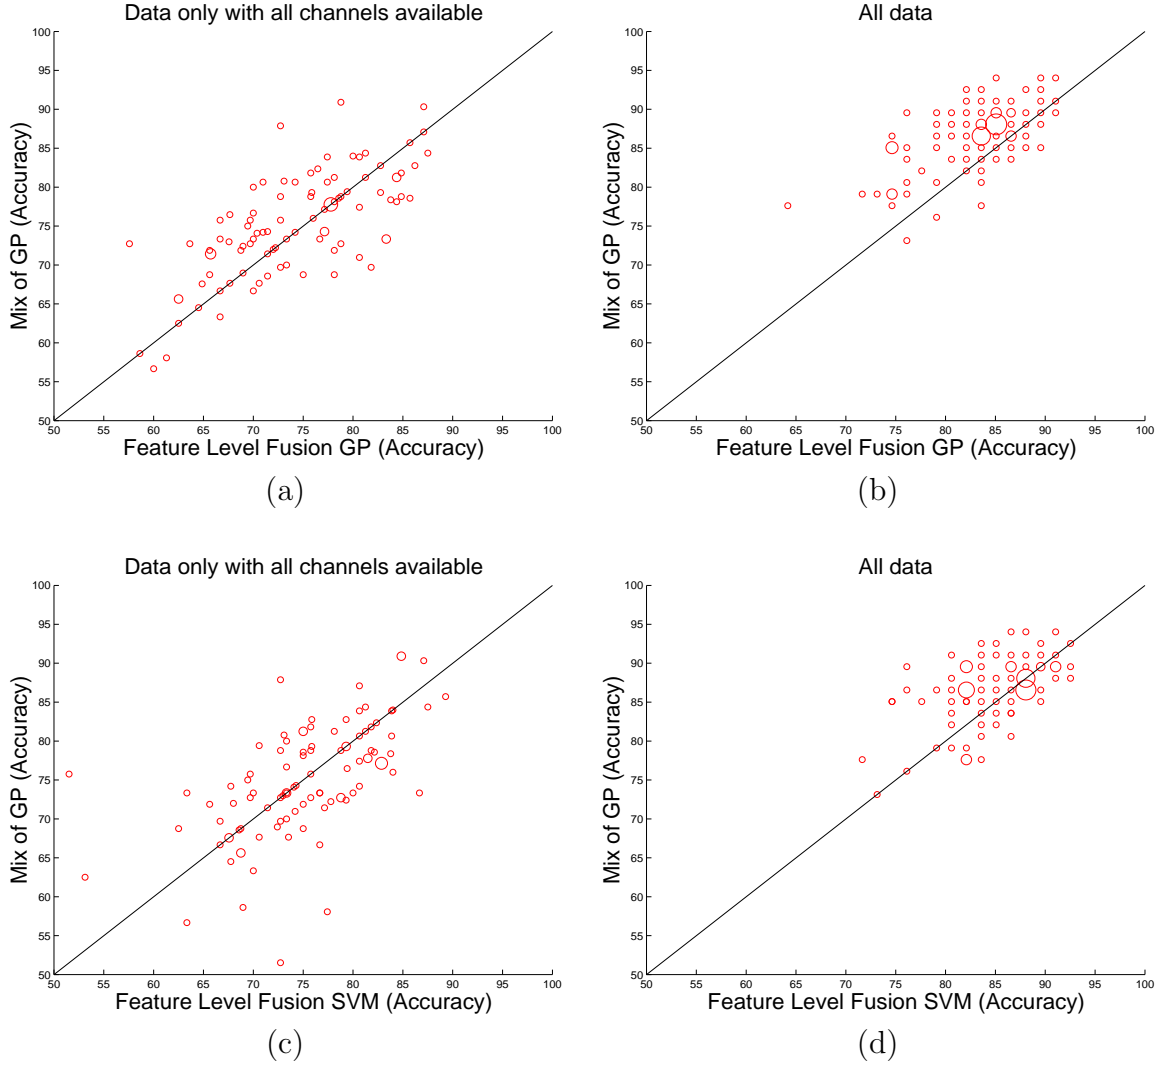 Data only with all channels available
100
95
90
85
80
75
70
65
60
55
50
50 55 60 65 70 75 80 85 90 95 100
Mix of GP (Accuracy)
Feature Level Fusion GP (Accuracy)
(a)
All data
100
95
90
85
80
75
70
65
60
55
50
50 55 60 65 70 75 80 85 90 95 100
Mix of GP (Accuracy)
Feature Level Fusion GP (Accuracy)
(b)
Data only with all channels available
100
95
90
85
80
75
70
65
60
55
50
50 55 60 65 70 75 80 85 90 95 100
Mix of GP (Accuracy)
Feature Level Fusion SVM (Accuracy)
(c)
All data
100
95
90
85
80
75
70
65
60
55
50
50 55 60 65 70 75 80 85 90 95 100
Mix of GP (Accuracy)
Feature Level Fusion SVM (Accuracy)
(d)